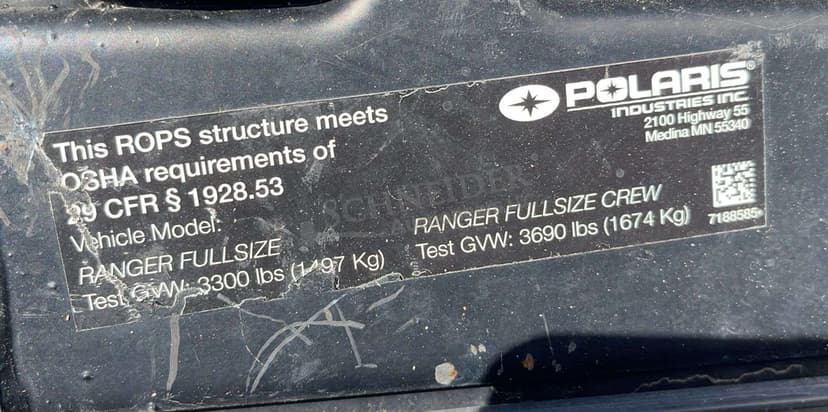 POLARIS®
INDUSTRIES INC.
2100 Highway 55
Medina MN 55340
This ROPS structure meets
OSHA requirements of
29 CFR § 1928.53
Vehicle Model:
RANGER FULLSIZE
Test GVW: 3300 lbs (1497 Kg)
RANGER FULLSIZE CREW
Test GVW: 3690 lbs (1674 Kg)
7188585
SCHNEIDER